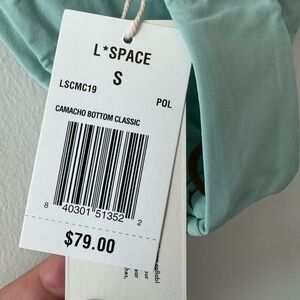 L*SPACE
S
LSCMC19
POL
CAMACHO BOTTOM CLASSIC
8 40301 51352 2
$79.00